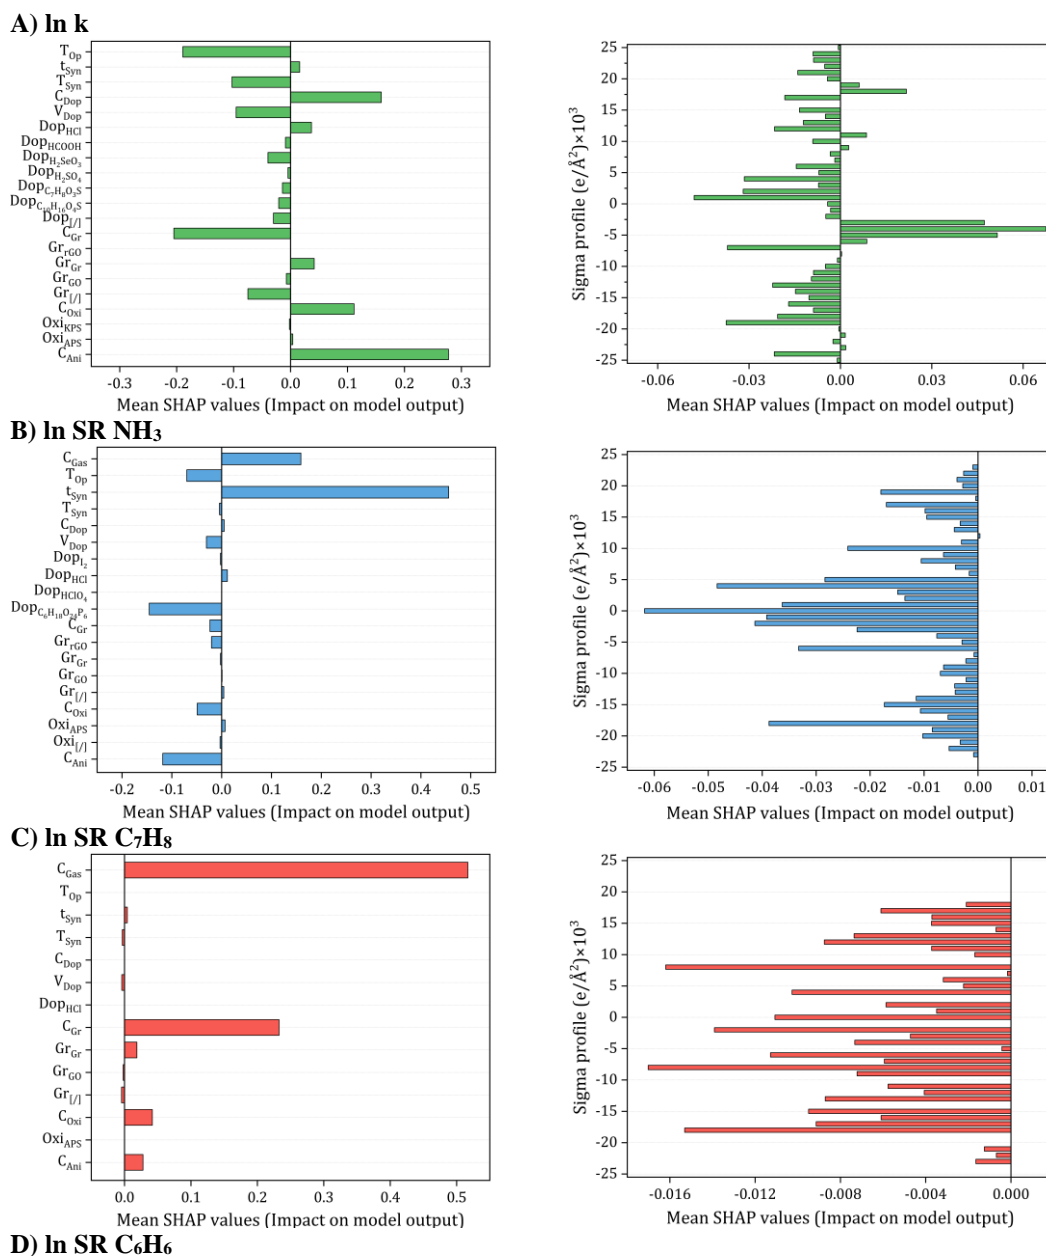 A) ln k
T_Op
t_Syn
T_Syn
C_Dop
V_Dop
Dop_HCl
Dop_HCOOH
Dop_H₂SeO₃
Dop_H₂SO₄
Dop_C₇H₈O₃S
Dop_C₁₀H₁₆O₄S
Dop_[/]
C_Gr
Gr_rGO
Gr_Gr
Gr_GO
Gr_[/]
C_Oxi
Oxi_KPS
Oxi_APS
C_Ani
-0.3 -0.2 -0.1 0.0 0.1 0.2 0.3
Mean SHAP values (Impact on model output)
Sigma profile (e/Å²)×10³
25
20
15
10
5
0
-5
-10
-15
-20
-25
-0.06 -0.03 0.00 0.03 0.06
Mean SHAP values (Impact on model output)
B) ln SR NH₃
C_Gas
T_Op
t_Syn
T_Syn
C_Dop
V_Dop
Dop_I₂
Dop_HCl
Dop_HClO₄
Dop_C₆H₁₈O₂₄P₆
C_Gr
Gr_rGO
Gr_Gr
Gr_GO
Gr_[/]
C_Oxi
Oxi_APS
Oxi_[/]
C_Ani
-0.2 -0.1 0.0 0.1 0.2 0.3 0.4 0.5
Mean SHAP values (Impact on model output)
Sigma profile (e/Å²)×10³
25
20
15
10
5
0
-5
-10
-15
-20
-25
-0.06 -0.05 -0.04 -0.03 -0.02 -0.01 0.00 0.01
Mean SHAP values (Impact on model output)
C) ln SR C₇H₈
C_Gas
T_Op
t_Syn
T_Syn
C_Dop
V_Dop
Dop_HCl
C_Gr
Gr_Gr
Gr_GO
Gr_[/]
C_Oxi
Oxi_APS
C_Ani
0.0 0.1 0.2 0.3 0.4 0.5
Mean SHAP values (Impact on model output)
Sigma profile (e/Å²)×10³
25
20
15
10
5
0
-5
-10
-15
-20
-25
-0.016 -0.012 -0.008 -0.004 0.000
Mean SHAP values (Impact on model output)
D) ln SR C₆H₆